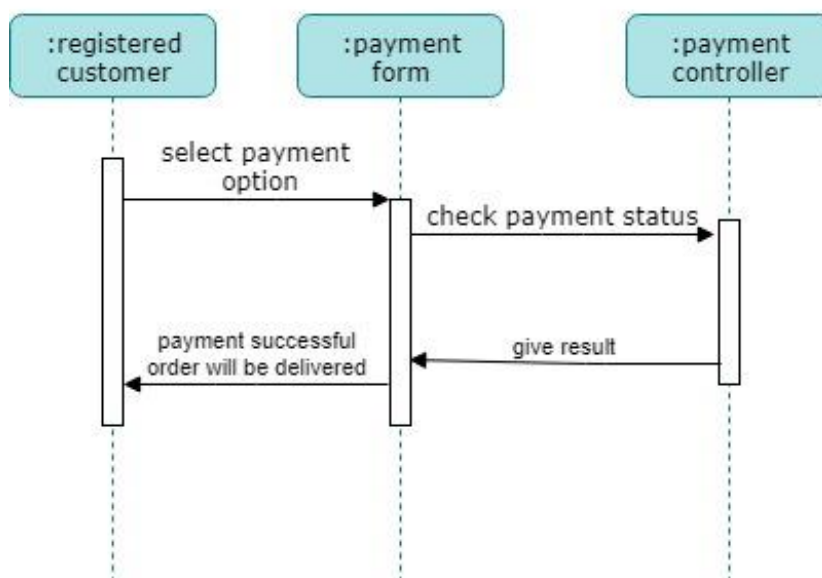 :registered
customer
:payment
form
:payment
controller
select payment
option
check payment status
give result
payment successful
order will be delivered